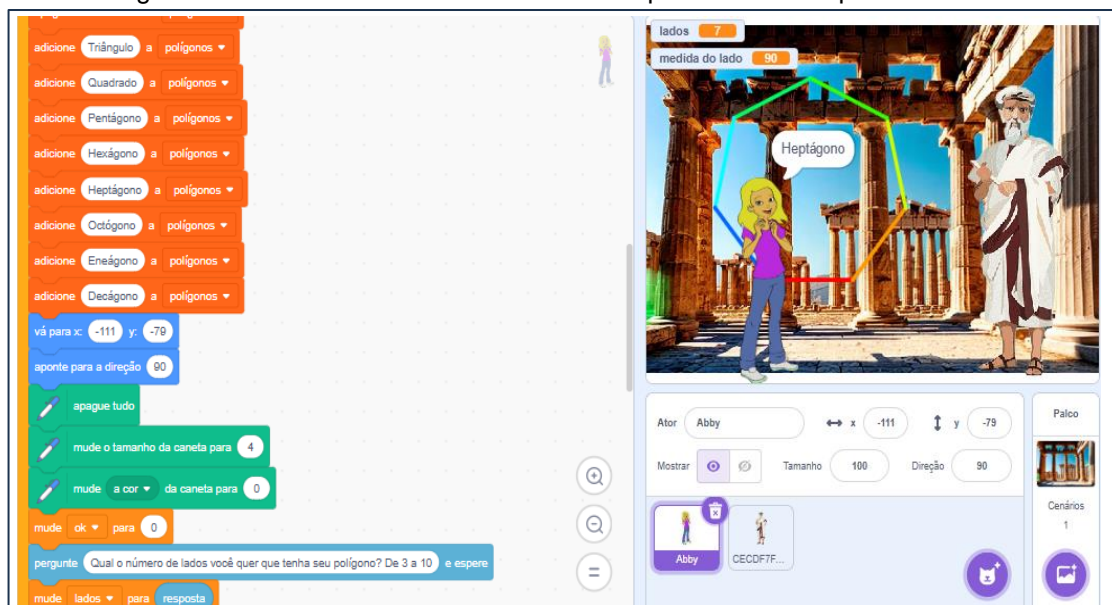 adicione Triângulo a polígonos
adicione Quadrado a polígonos
adicione Pentágono a polígonos
adicione Hexágono a polígonos
adicione Heptágono a polígonos
adicione Octógono a polígonos
adicione Eneágono a polígonos
adicione Decágono a polígonos
vá para x: -111 y: -79
aponte para a direção 90
apague tudo
mude o tamanho da caneta para 4
mude a cor da caneta para 0
mude ok para 0
pergunte Qual o número de lados você quer que tenha seu polígono? De 3 a 10 e espere
mude lados para resposta
lados 7
medida do lado 90
Heptágono
Ator Abby x -111 y -79
Mostrar Tamanho 100 Direção 90
Abby
CECDF7F...
Palco
Cenários
1